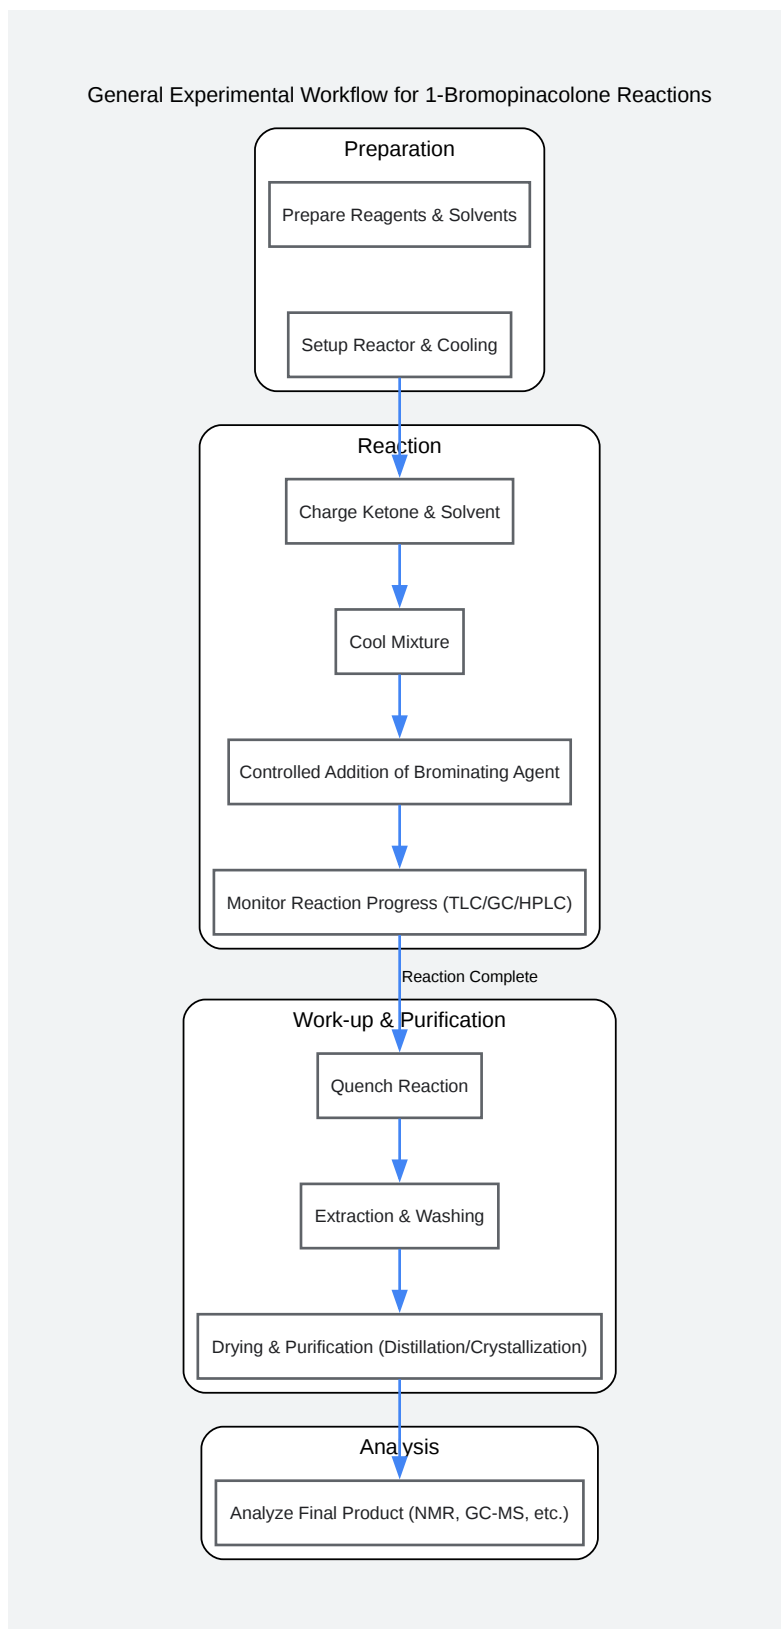 General Experimental Workflow for 1-Bromopinacolone Reactions
Preparation
Prepare Reagents & Solvents
Setup Reactor & Cooling
Reaction
Charge Ketone & Solvent
Cool Mixture
Controlled Addition of Brominating Agent
Monitor Reaction Progress (TLC/GC/HPLC)
Reaction Complete
Work-up & Purification
Quench Reaction
Extraction & Washing
Drying & Purification (Distillation/Crystallization)
Analysis
Analyze Final Product (NMR, GC-MS, etc.)